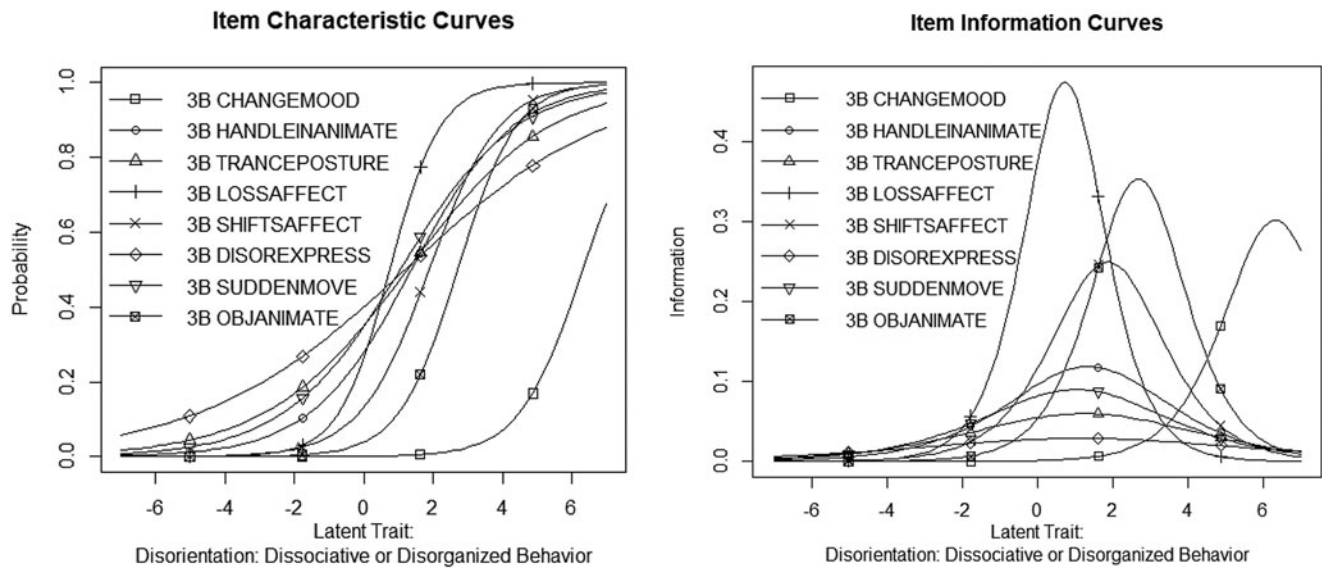 Item Characteristic Curves
Probability
0.0 0.2 0.4 0.6 0.8 1.0
3B CHANGEMOOD
3B HANDLEINANIMATE
3B TRANCEPOSTURE
3B LOSSAFFECT
3B SHIFTSAFFECT
3B DISOREXPRESS
3B SUDDENMOVE
3B OBJANIMATE
-6 -4 -2 0 2 4 6
Latent Trait:
Disorientation: Dissociative or Disorganized Behavior
Item Information Curves
Information
0.0 0.1 0.2 0.3 0.4
3B CHANGEMOOD
3B HANDLEINANIMATE
3B TRANCEPOSTURE
3B LOSSAFFECT
3B SHIFTSAFFECT
3B DISOREXPRESS
3B SUDDENMOVE
3B OBJANIMATE
-6 -4 -2 0 2 4 6
Latent Trait:
Disorientation: Dissociative or Disorganized Behavior